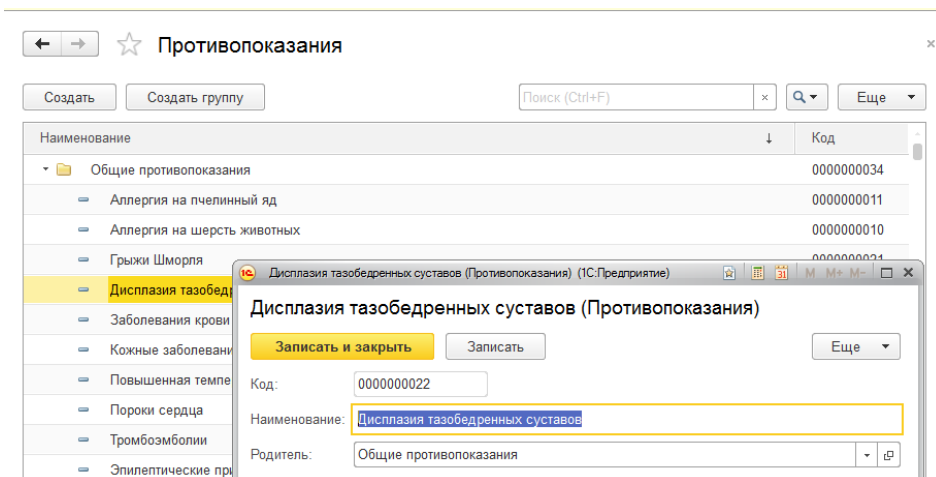 Противопоказания
Создать Создать группу Поиск (Ctrl+F) Еще
Наименование Код
Общие противопоказания 0000000034
Аллергия на пчелинный яд 0000000011
Аллергия на шерсть животных 0000000010
Грыжи Шморля 0000000021
Дисплазия тазобедренных суставов (Противопоказания) (1С:Предприятие) M M+ M-
Дисплазия тазобед
Дисплазия тазобедренных суставов (Противопоказания)
Заболевания крови
Записать и закрыть Записать Еще
Кожные заболевани
Повышенная темпе
Код: 0000000022
Пороки сердца
Наименование: Дисплазия тазобедренных суставов
Тромбоэмболии
Родитель: Общие противопоказания
Эпилептические при